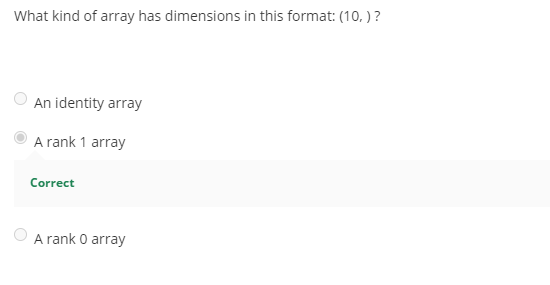 What kind of array has dimensions in this format: (10, ) ?
An identity array
A rank 1 array
Correct
A rank 0 array